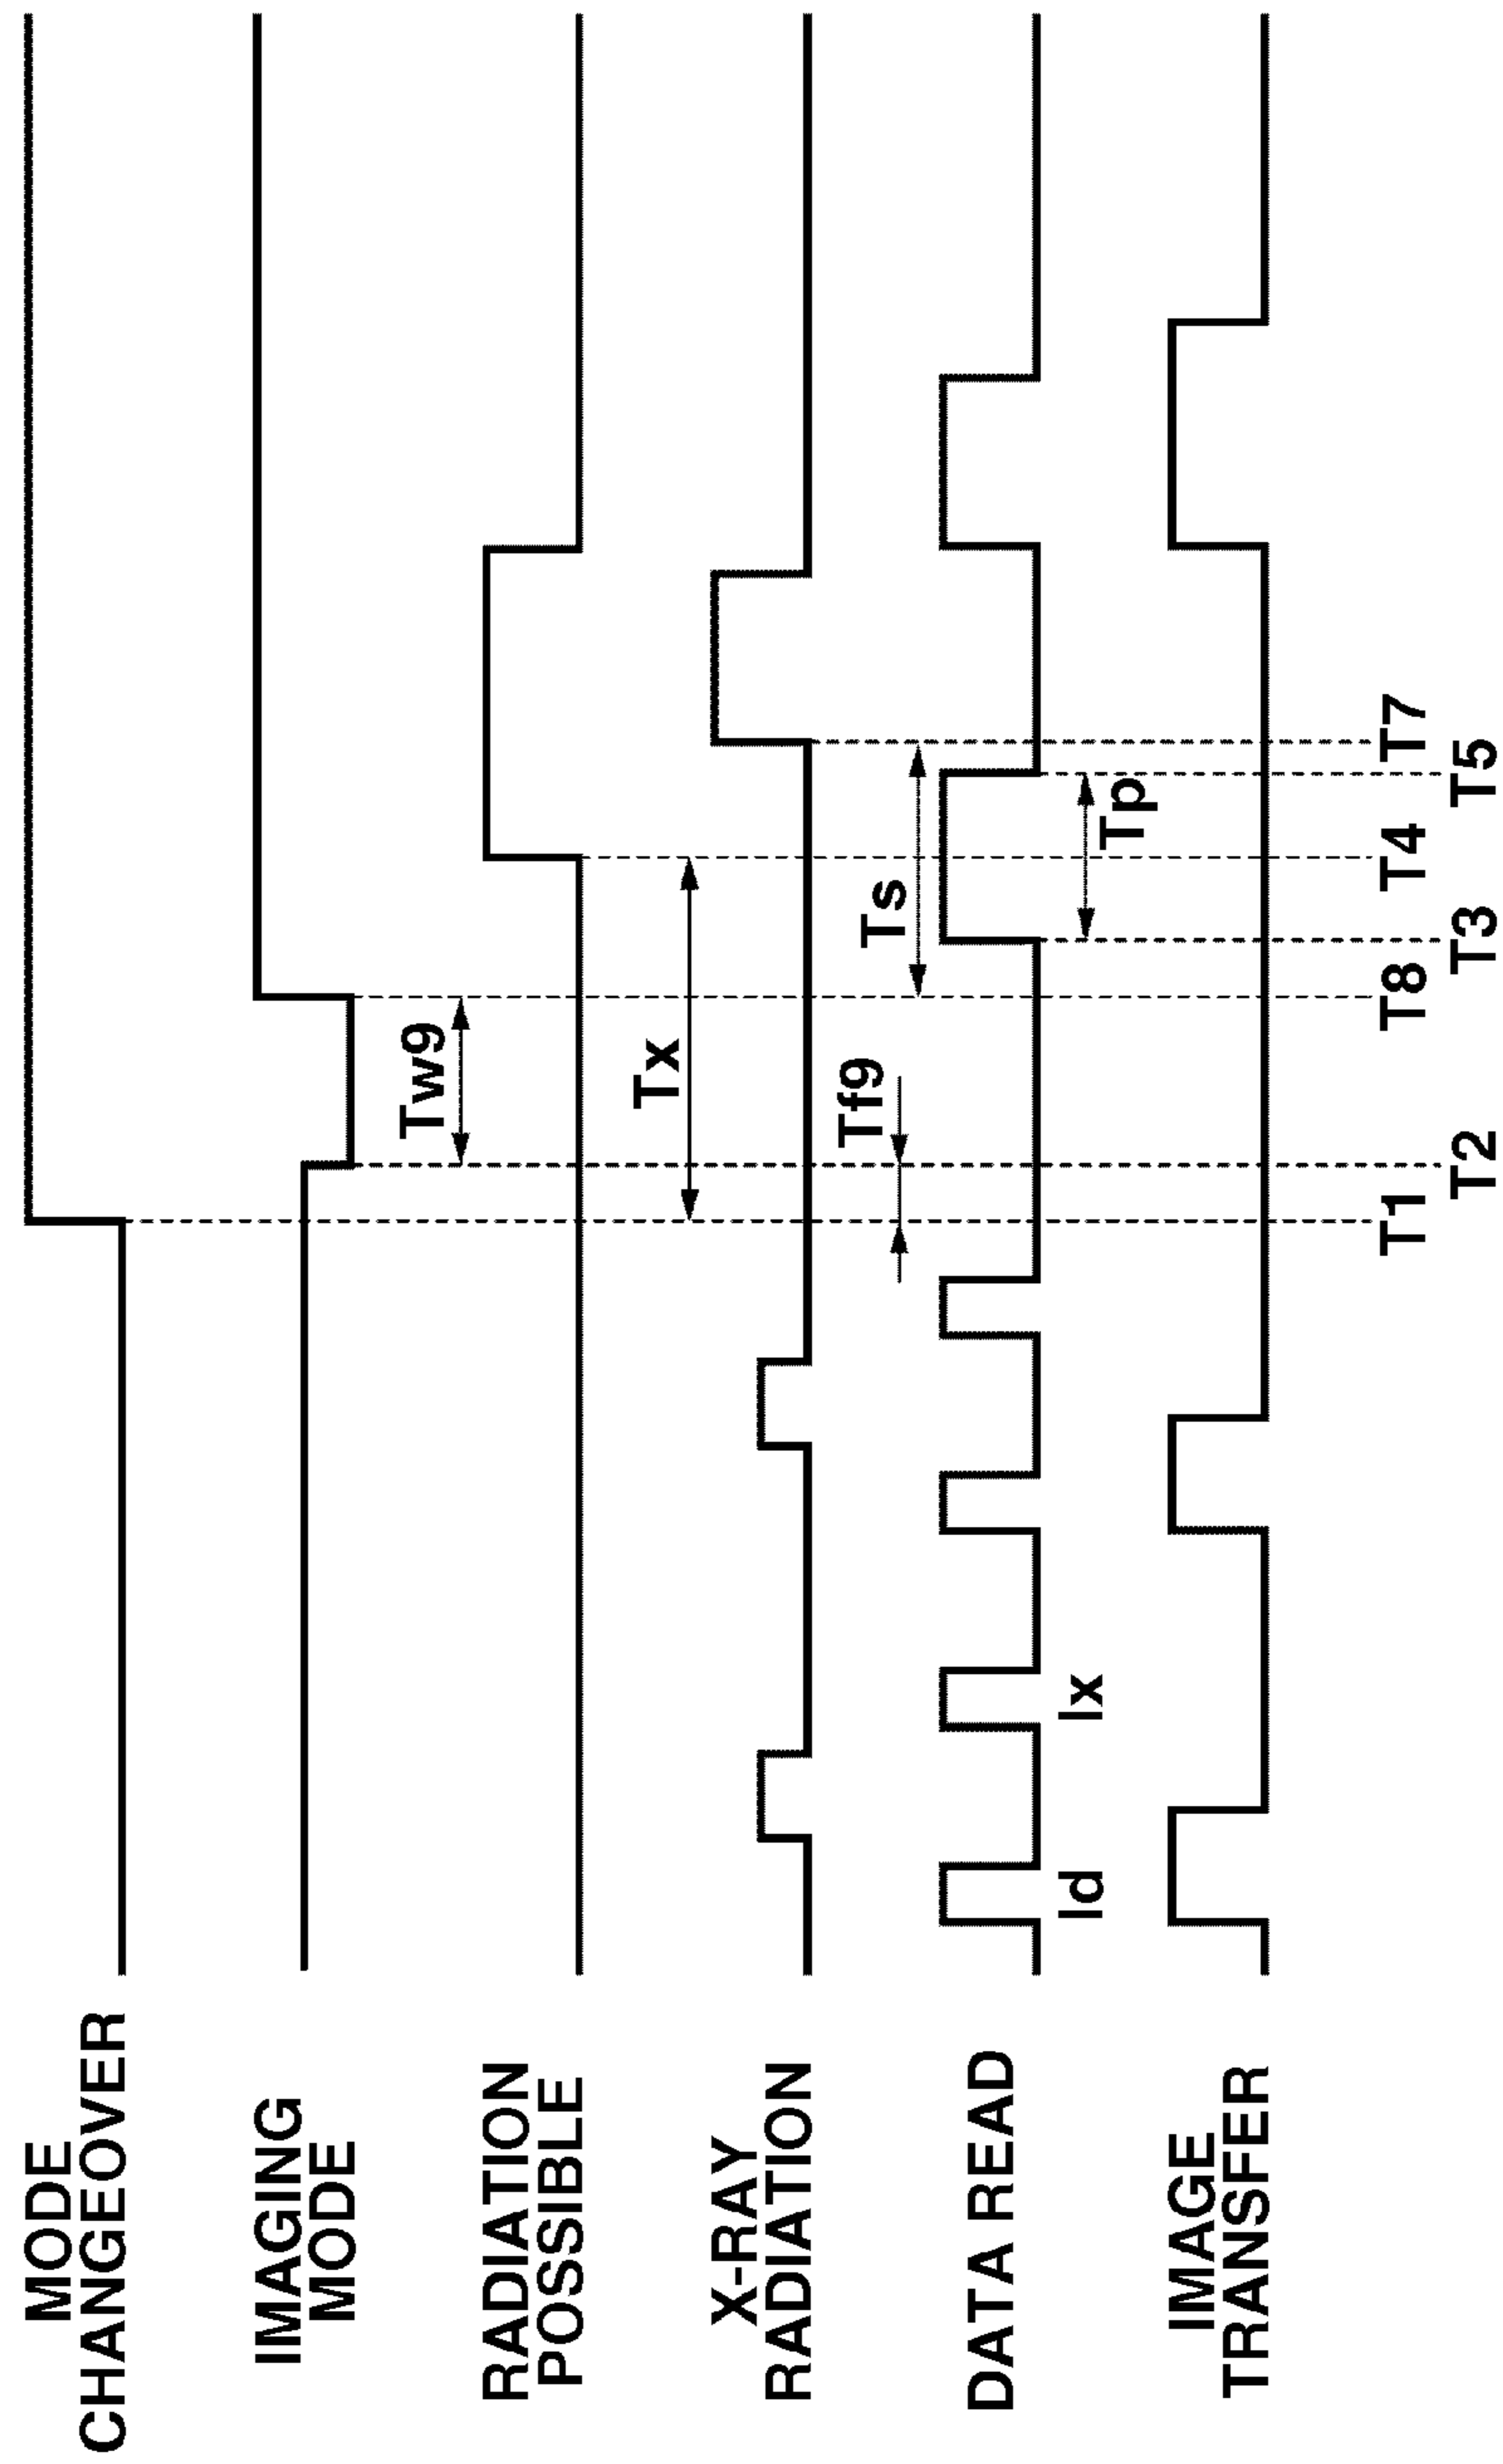 MODE
CHANGEOVER
IMAGING
MODE
Tw9
RADIATION
POSSIBLE
Tx
X-RAY
RADIATION
Tf9
Ts
DATA READ
Id
Ix
Tp
IMAGE
TRANSFER
T1
T8
T4
T7
T2
T3
T5